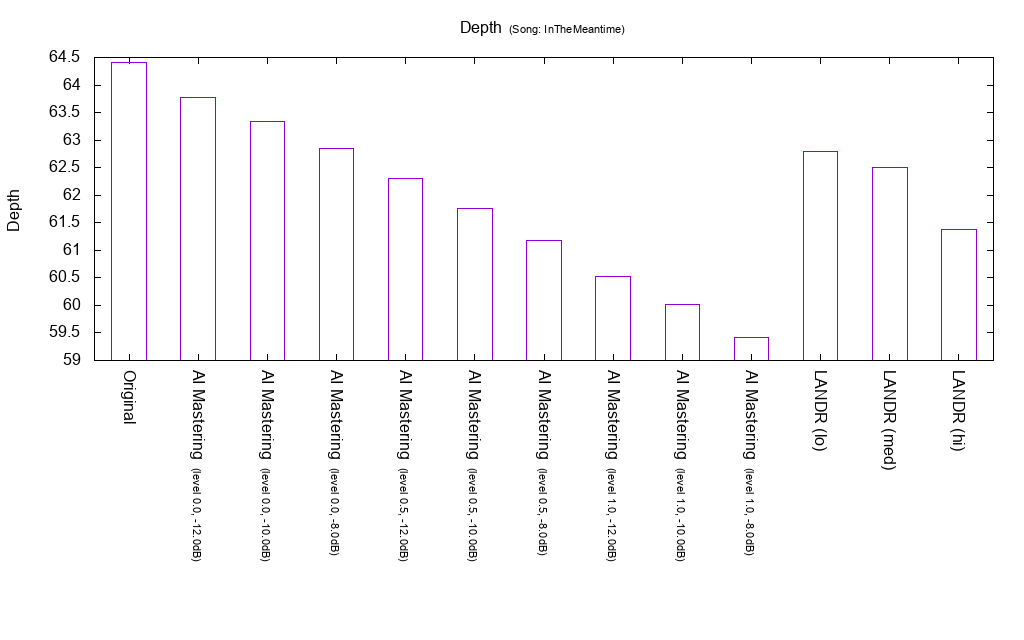 Depth (Song: InTheMeantime)
Depth
64.5
64
63.5
63
62.5
62
61.5
61
60.5
60
59.5
59
Original
AI Mastering (level 0.0, -12.0dB)
AI Mastering (level 0.0, -10.0dB)
AI Mastering (level 0.0, -8.0dB)
AI Mastering (level 0.5, -12.0dB)
AI Mastering (level 0.5, -10.0dB)
AI Mastering (level 0.5, -8.0dB)
AI Mastering (level 1.0, -12.0dB)
AI Mastering (level 1.0, -10.0dB)
AI Mastering (level 1.0, -8.0dB)
LANDR (lo)
LANDR (med)
LANDR (hi)